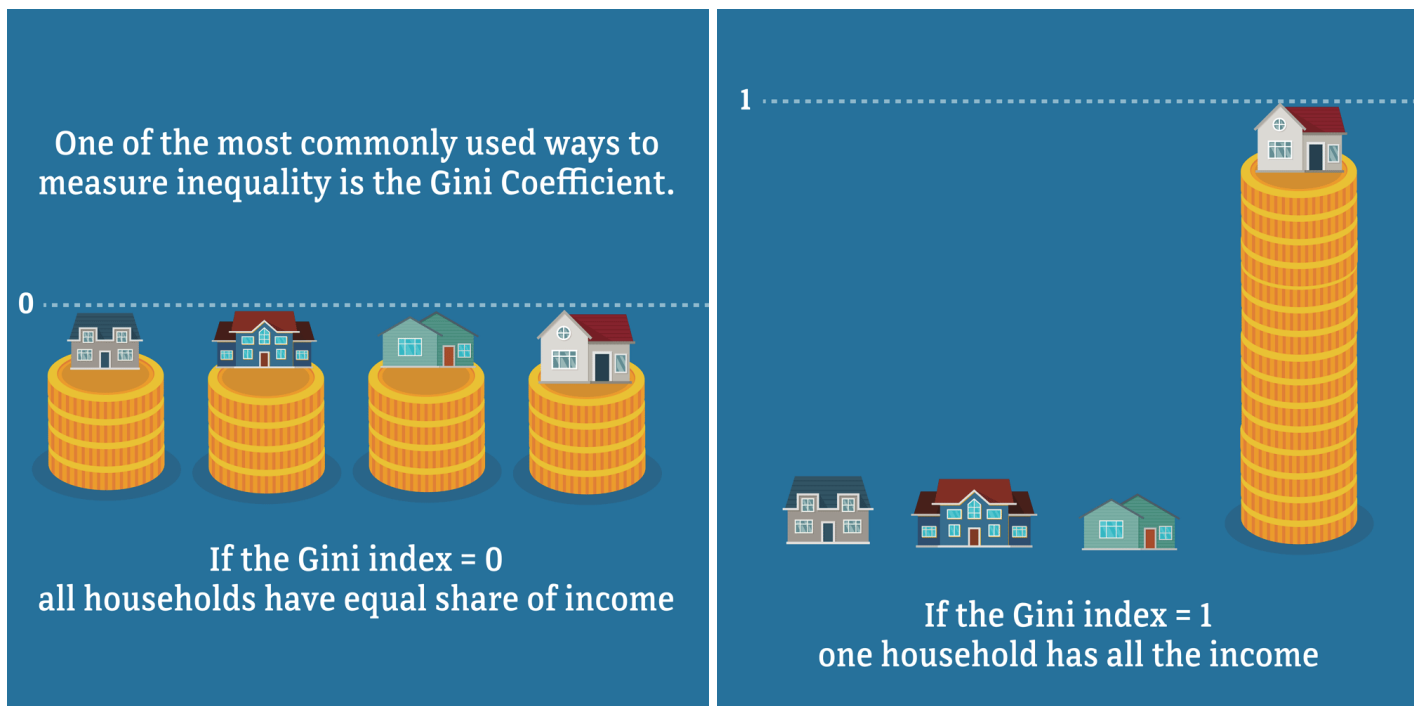 One of the most commonly used ways to
measure inequality is the Gini Coefficient.
0
If the Gini index = 0
all households have equal share of income
1
If the Gini index = 1
one household has all the income